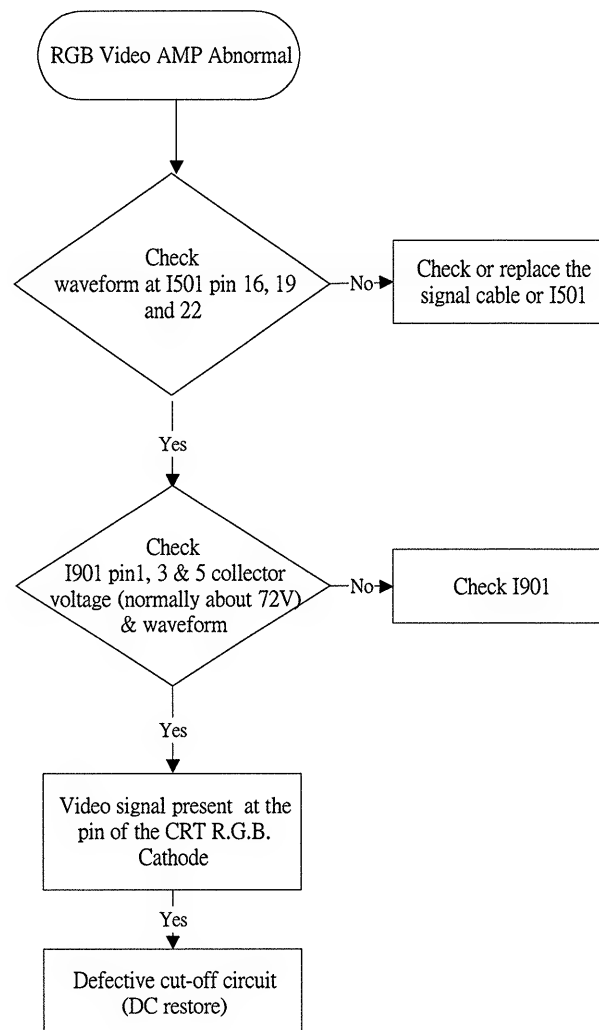 RGB Video AMP Abnormal
Check
waveform at I501 pin 16, 19
and 22
No
Check or replace the
signal cable or I501
Yes
Check
I901 pin1, 3 & 5 collector
voltage (normally about 72V)
& waveform
No
Check I901
Yes
Video signal present at the
pin of the CRT R.G.B.
Cathode
Yes
Defective cut-off circuit
(DC restore)